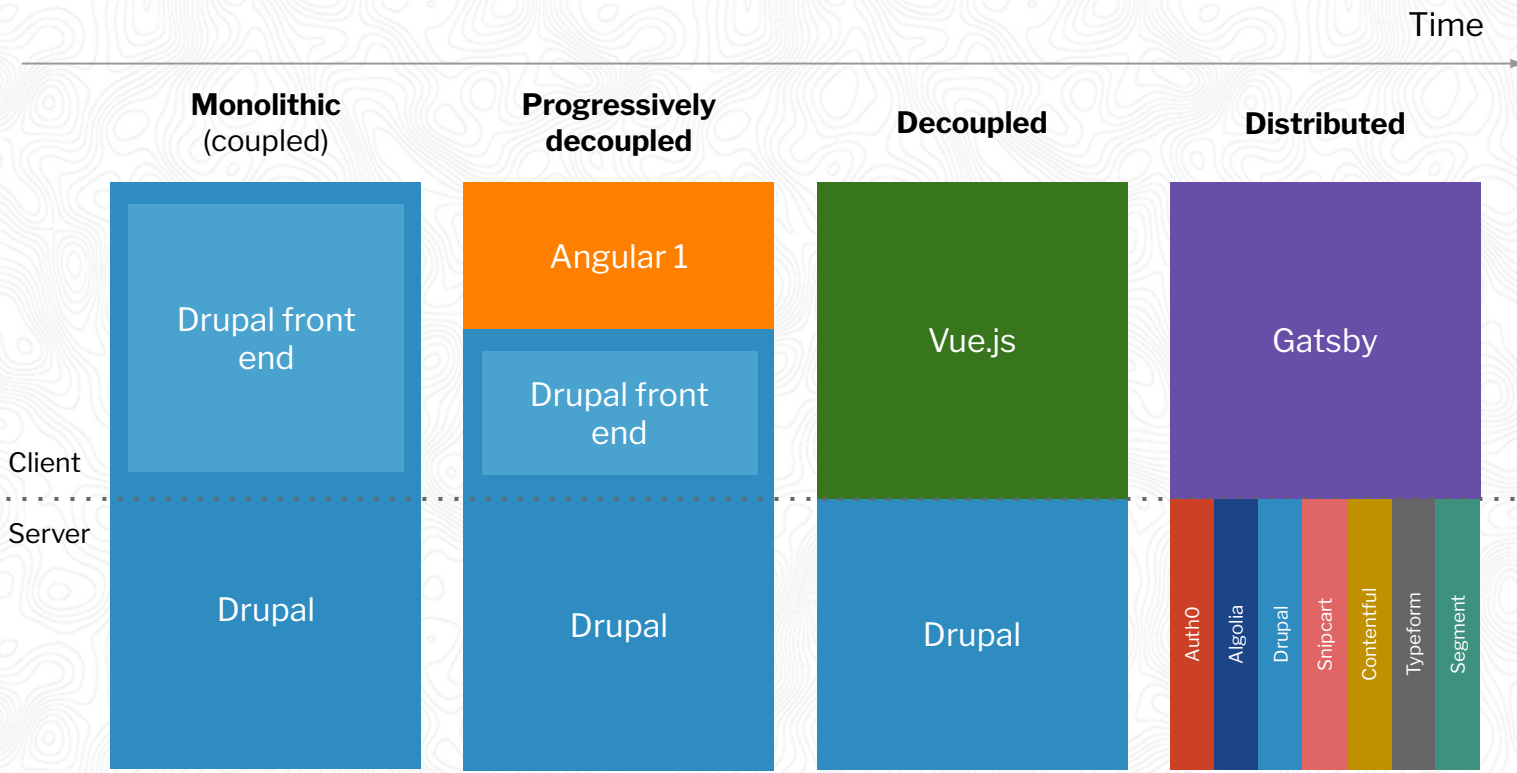 Time
Monolithic
(coupled)
Progressively
decoupled
Decoupled
Distributed
Drupal front
end
Angular 1
Drupal front
end
Vue.js
Gatsby
Client
Server
Drupal
Drupal
Drupal
Auth0
Algolia
Drupal
Snipcart
Contentful
Typeform
Segment